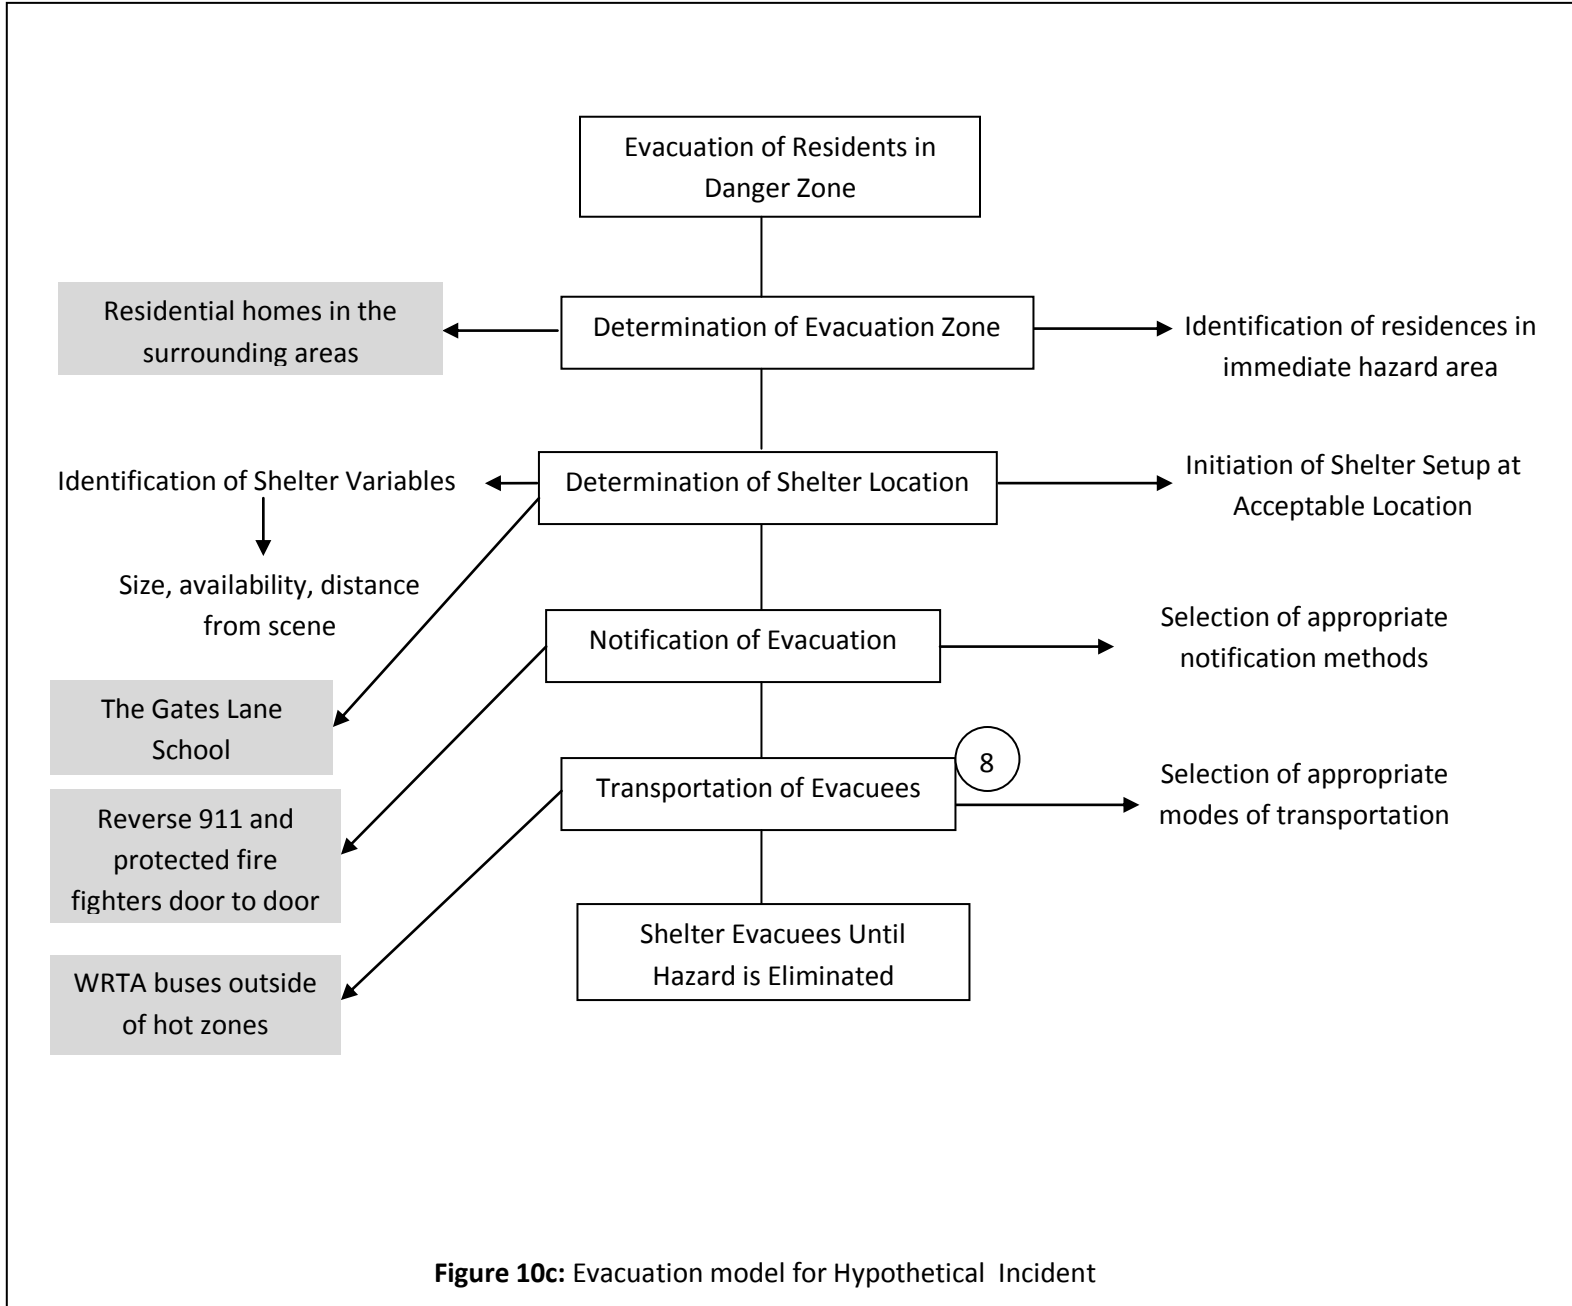 Evacuation of Residents in
Danger Zone
Residential homes in the
surrounding areas
Determination of Evacuation Zone
Identification of residences in
immediate hazard area
Identification of Shelter Variables
Determination of Shelter Location
Initiation of Shelter Setup at
Acceptable Location
Size, availability, distance
from scene
Notification of Evacuation
Selection of appropriate
notification methods
The Gates Lane
School
8
Transportation of Evacuees
Selection of appropriate
modes of transportation
Reverse 911 and
protected fire
fighters door to door
Shelter Evacuees Until
Hazard is Eliminated
WRTA buses outside
of hot zones
Figure 10c: Evacuation model for Hypothetical Incident